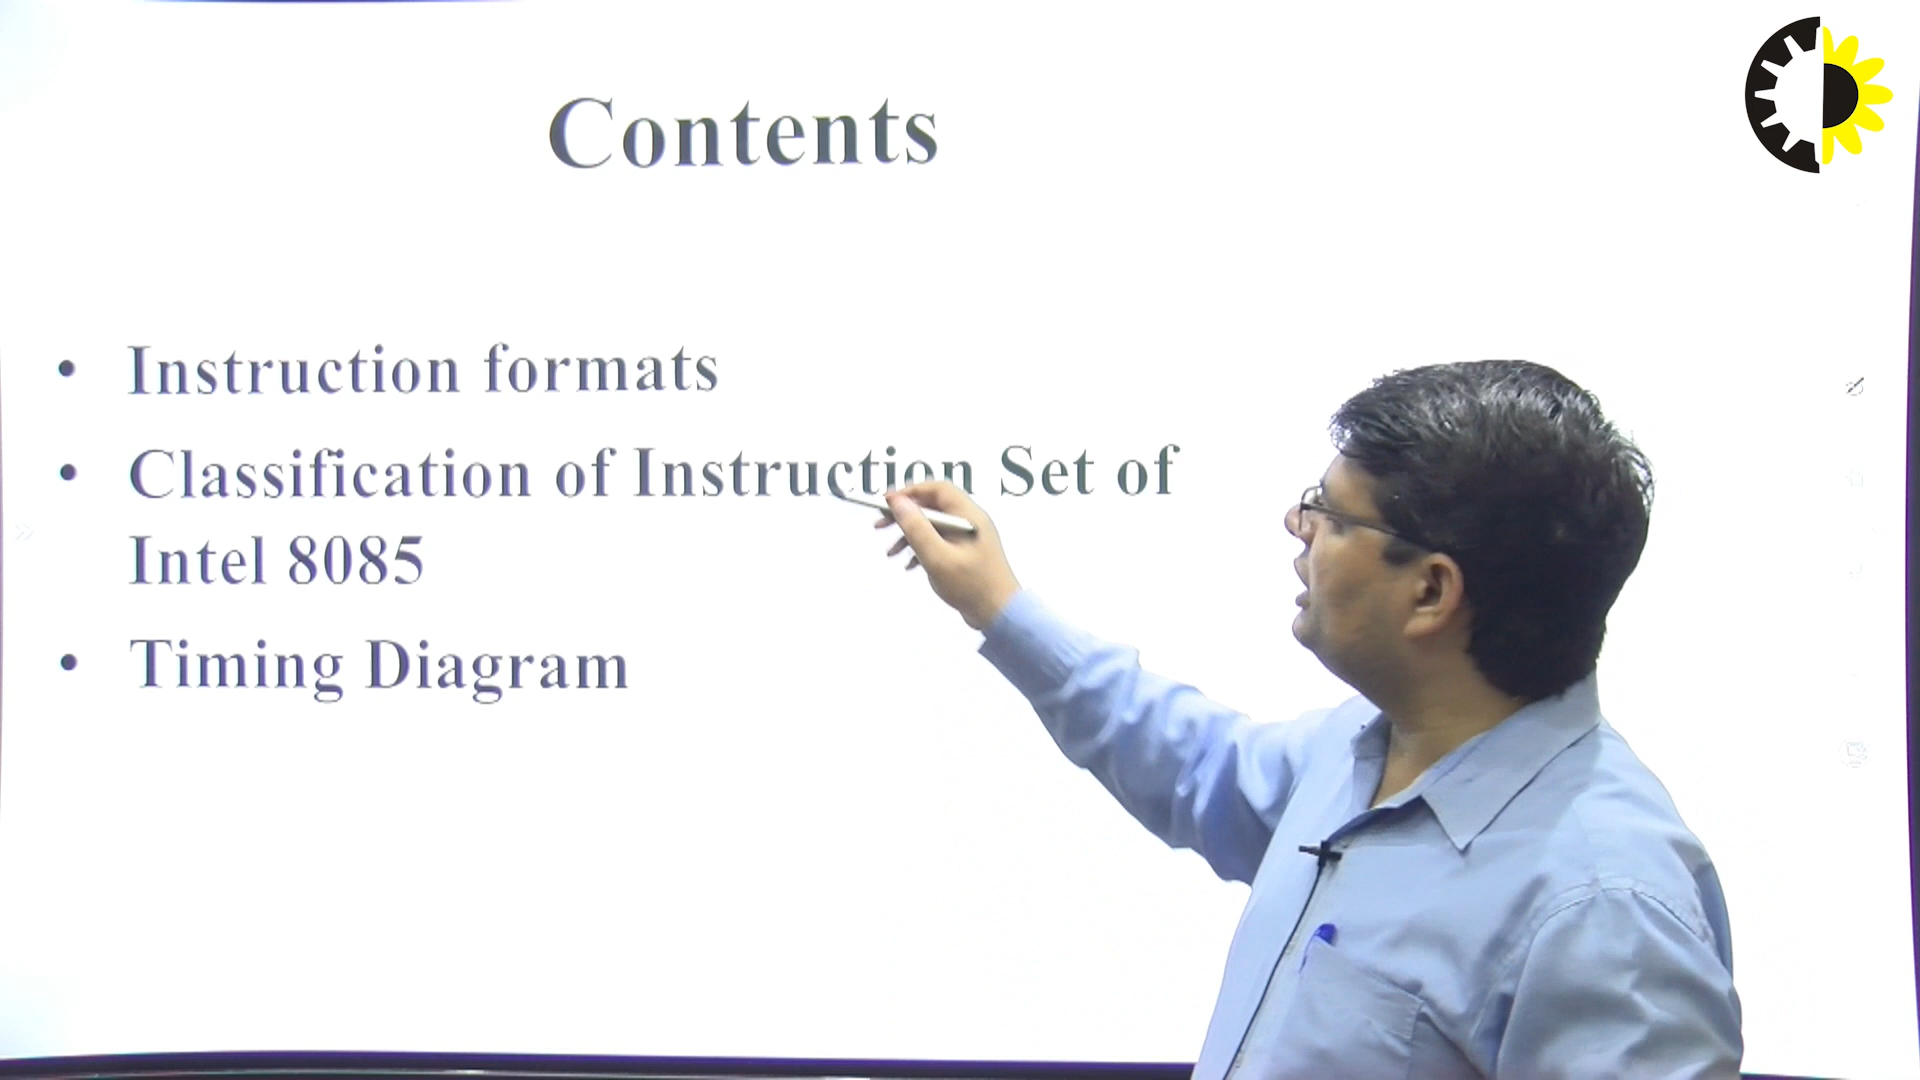 Contents
• Instruction formats
• Classification of Instruction Set of
Intel 8085
• Timing Diagram